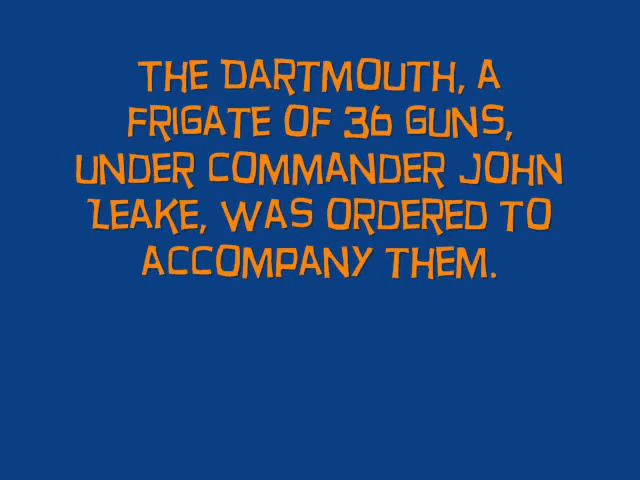 THE DARTMOUTH, A
FRIGATE OF 36 GUNS,
UNDER COMMANDER JOHN
LEAKE, WAS ORDERED TO
ACCOMPANY THEM.